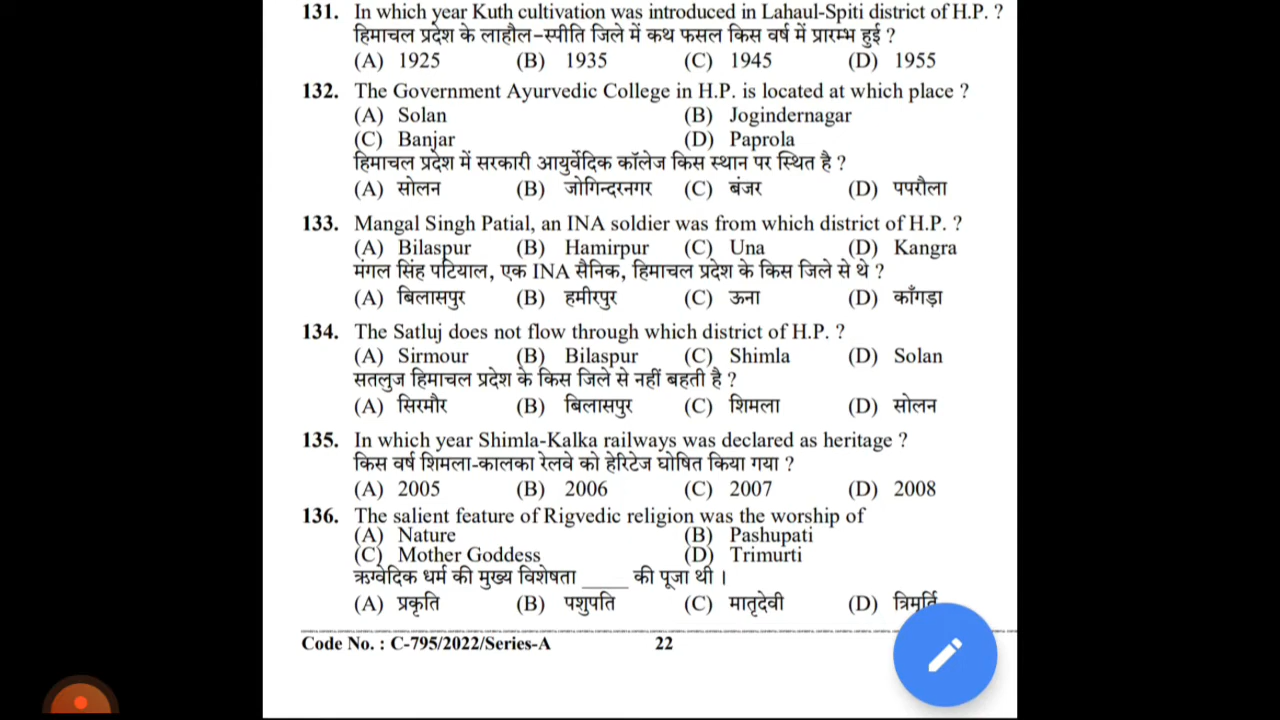 131. In which year Kuth cultivation was introduced in Lahaul-Spiti district of H.P. ?
हिमाचल प्रदेश के लाहौल-स्पीति जिले में कथ फसल किस वर्ष में प्रारम्भ हुई ?
(A) 1925 (B) 1935 (C) 1945 (D) 1955
132. The Government Ayurvedic College in H.P. is located at which place ?
(A) Solan (B) Jogindernagar
(C) Banjar (D) Paprola
हिमाचल प्रदेश में सरकारी आयुर्वेदिक कॉलेज किस स्थान पर स्थित है ?
(A) सोलन (B) जोगिन्दरनगर (C) बंजर (D) पपरौला
133. Mangal Singh Patial, an INA soldier was from which district of H.P. ?
(A) Bilaspur (B) Hamirpur (C) Una (D) Kangra
मंगल सिंह पटियाल, एक INA सैनिक, हिमाचल प्रदेश के किस जिले से थे ?
(A) बिलासपुर (B) हमीरपुर (C) ऊना (D) काँगड़ा
134. The Satluj does not flow through which district of H.P. ?
(A) Sirmour (B) Bilaspur (C) Shimla (D) Solan
सतलुज हिमाचल प्रदेश के किस जिले से नहीं बहती है ?
(A) सिरमौर (B) बिलासपुर (C) शिमला (D) सोलन
135. In which year Shimla-Kalka railways was declared as heritage ?
किस वर्ष शिमला-कालका रेलवे को हेरिटेज घोषित किया गया ?
(A) 2005 (B) 2006 (C) 2007 (D) 2008
136. The salient feature of Rigvedic religion was the worship of
(A) Nature (B) Pashupati
(C) Mother Goddess (D) Trimurti
ऋग्वेदिक धर्म की मुख्य विशेषता _____ की पूजा थी ।
(A) प्रकृति (B) पशुपति (C) मातृदेवी (D) त्रिमूर्ति
Code No. : C-795/2022/Series-A 22